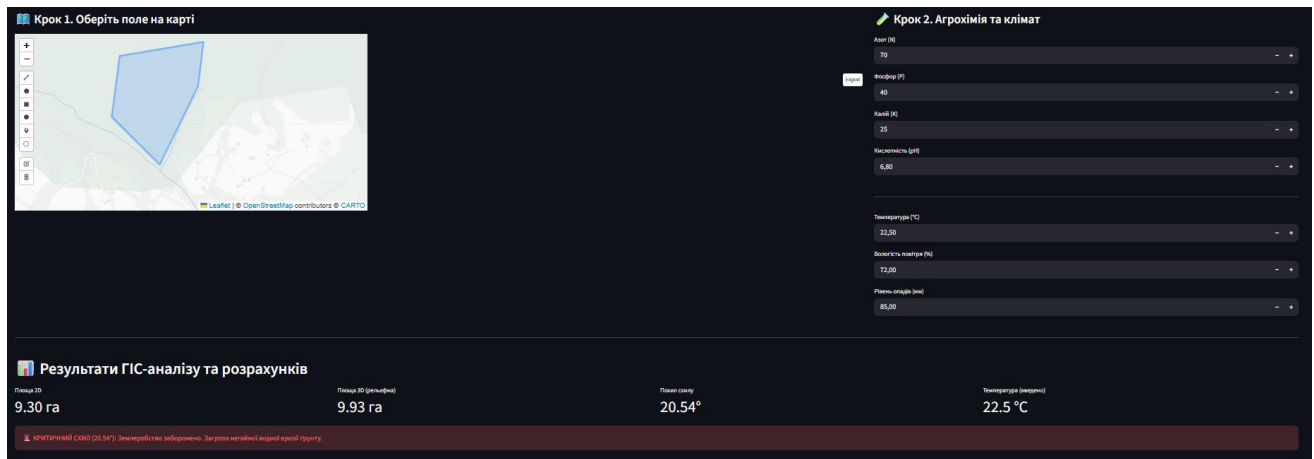 Крок 1. Оберіть поле на карті
+
−
Leaflet | © OpenStreetMap contributors © CARTO
Export
Крок 2. Агрохімія та клімат
Азот (N)
70
Фосфор (P)
40
Калій (K)
25
Кислотність (pH)
6,80
Температура (°C)
22,50
Вологість повітря (%)
72,00
Рівень опадів (мм)
85,00
Результати ГІС-аналізу та розрахунків
Площа 2D
Площа 3D (рельєфна)
Похил схилу
Температура (введено)
9.30 га
9.93 га
20.54°
22.5 °C
КРИТИЧНИЙ СХИЛ (20.54°)! Землеробство заборонено. Загроза негайної водної ерозії ґрунту.